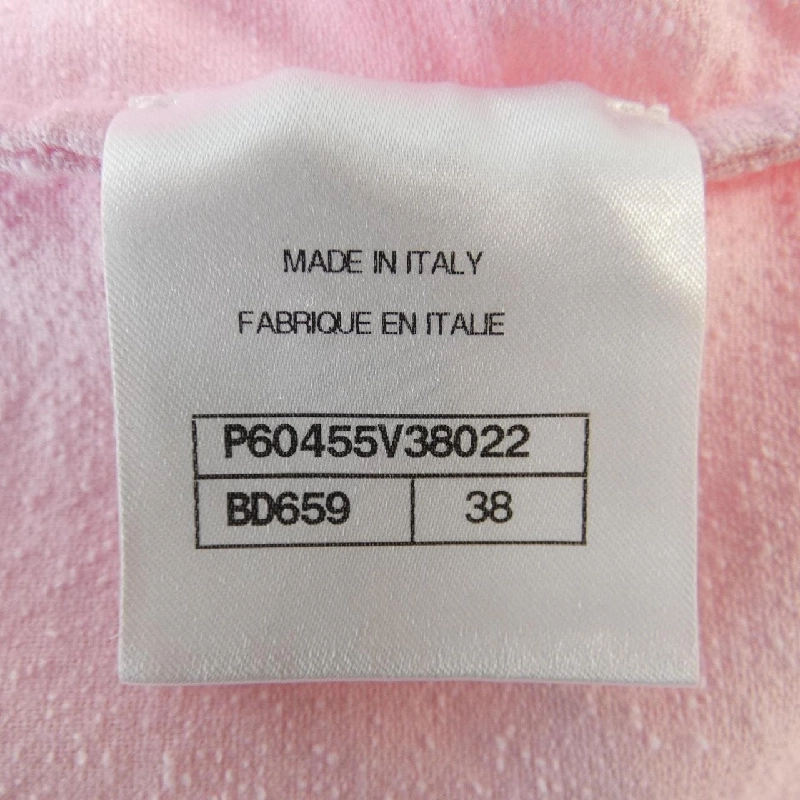 MADE IN ITALY
FABRIQUE EN ITALIE
P60455V38022
BD659 38